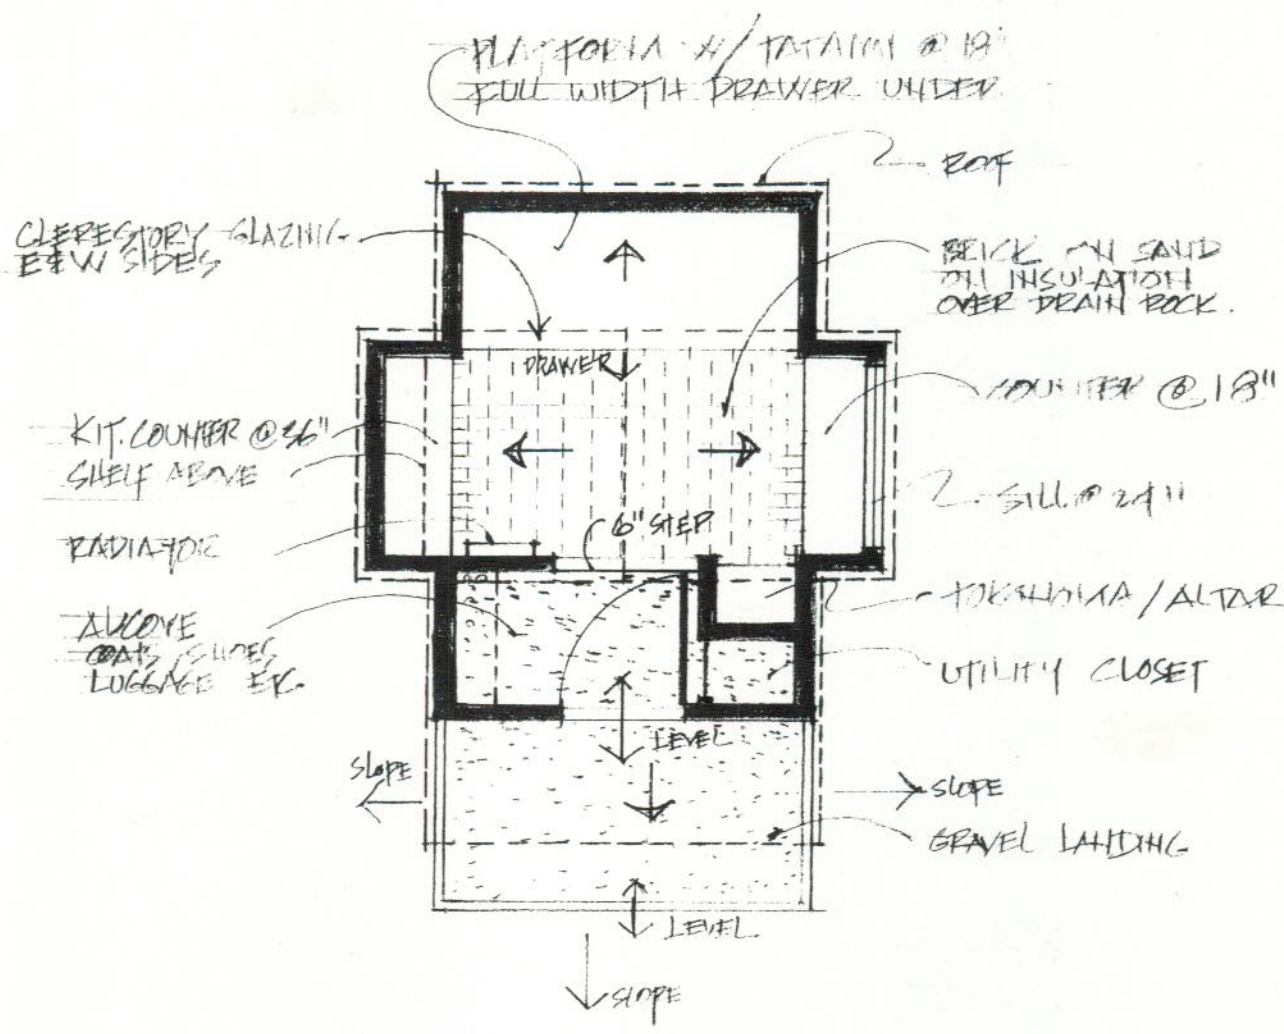 PLATFORM W/ TATAMI @ 18"
FULL WIDTH DRAWER UNDER
ROOF
CLERESTORY GLAZING
E&W SIDES
BRICK ON SAND
ON INSULATION
OVER DRAIN ROCK.
DRAWER
COUNTER @ 18"
KIT. COUNTER @ 36"
SHELF ABOVE
SILL @ 24"
6" STEP
RADIATOR
TOKONOMA / ALTAR
ALCOVE
COATS, SHOES
LUGGAGE ETC.
UTILITY CLOSET
LEVEL
SLOPE
SLOPE
GRAVEL LANDING
LEVEL
SLOPE